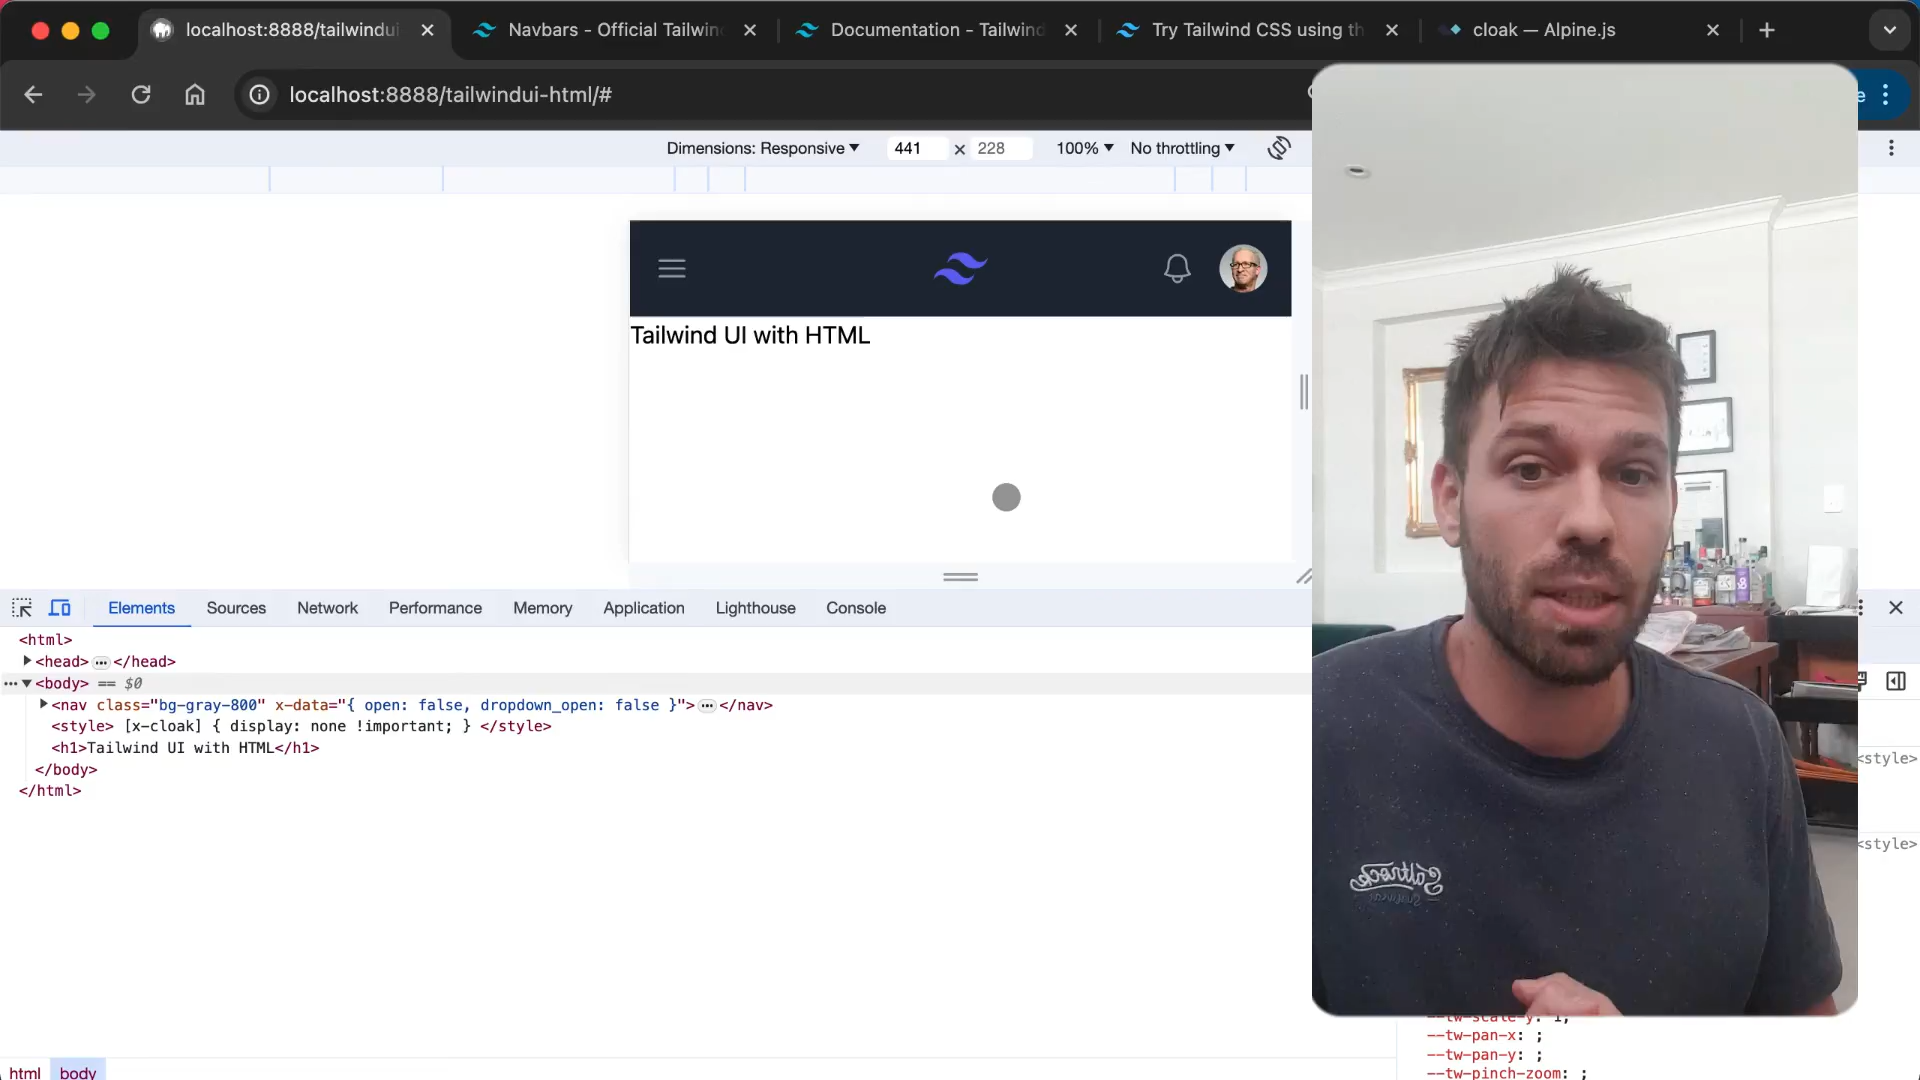 localhost:8888/tailwindui
Navbars - Official Tailwin
Documentation - Tailwind
Try Tailwind CSS using th
cloak — Alpine.js
localhost:8888/tailwindui-html/#
Dimensions: Responsive
441 × 228
100%
No throttling
Tailwind UI with HTML
Elements
Sources
Network
Performance
Memory
Application
Lighthouse
Console
<html>
<head> ... </head>
<body> == $0
<nav class="bg-gray-800" x-data="{ open: false, dropdown_open: false }"> ... </nav>
<style> [x-cloak] { display: none !important; } </style>
<h1>Tailwind UI with HTML</h1>
</body>
</html>
<style>
<style>
Saltrock
--tw-scale-y: 1;
--tw-pan-x: ;
--tw-pan-y: ;
--tw-pinch-zoom: ;
html
body